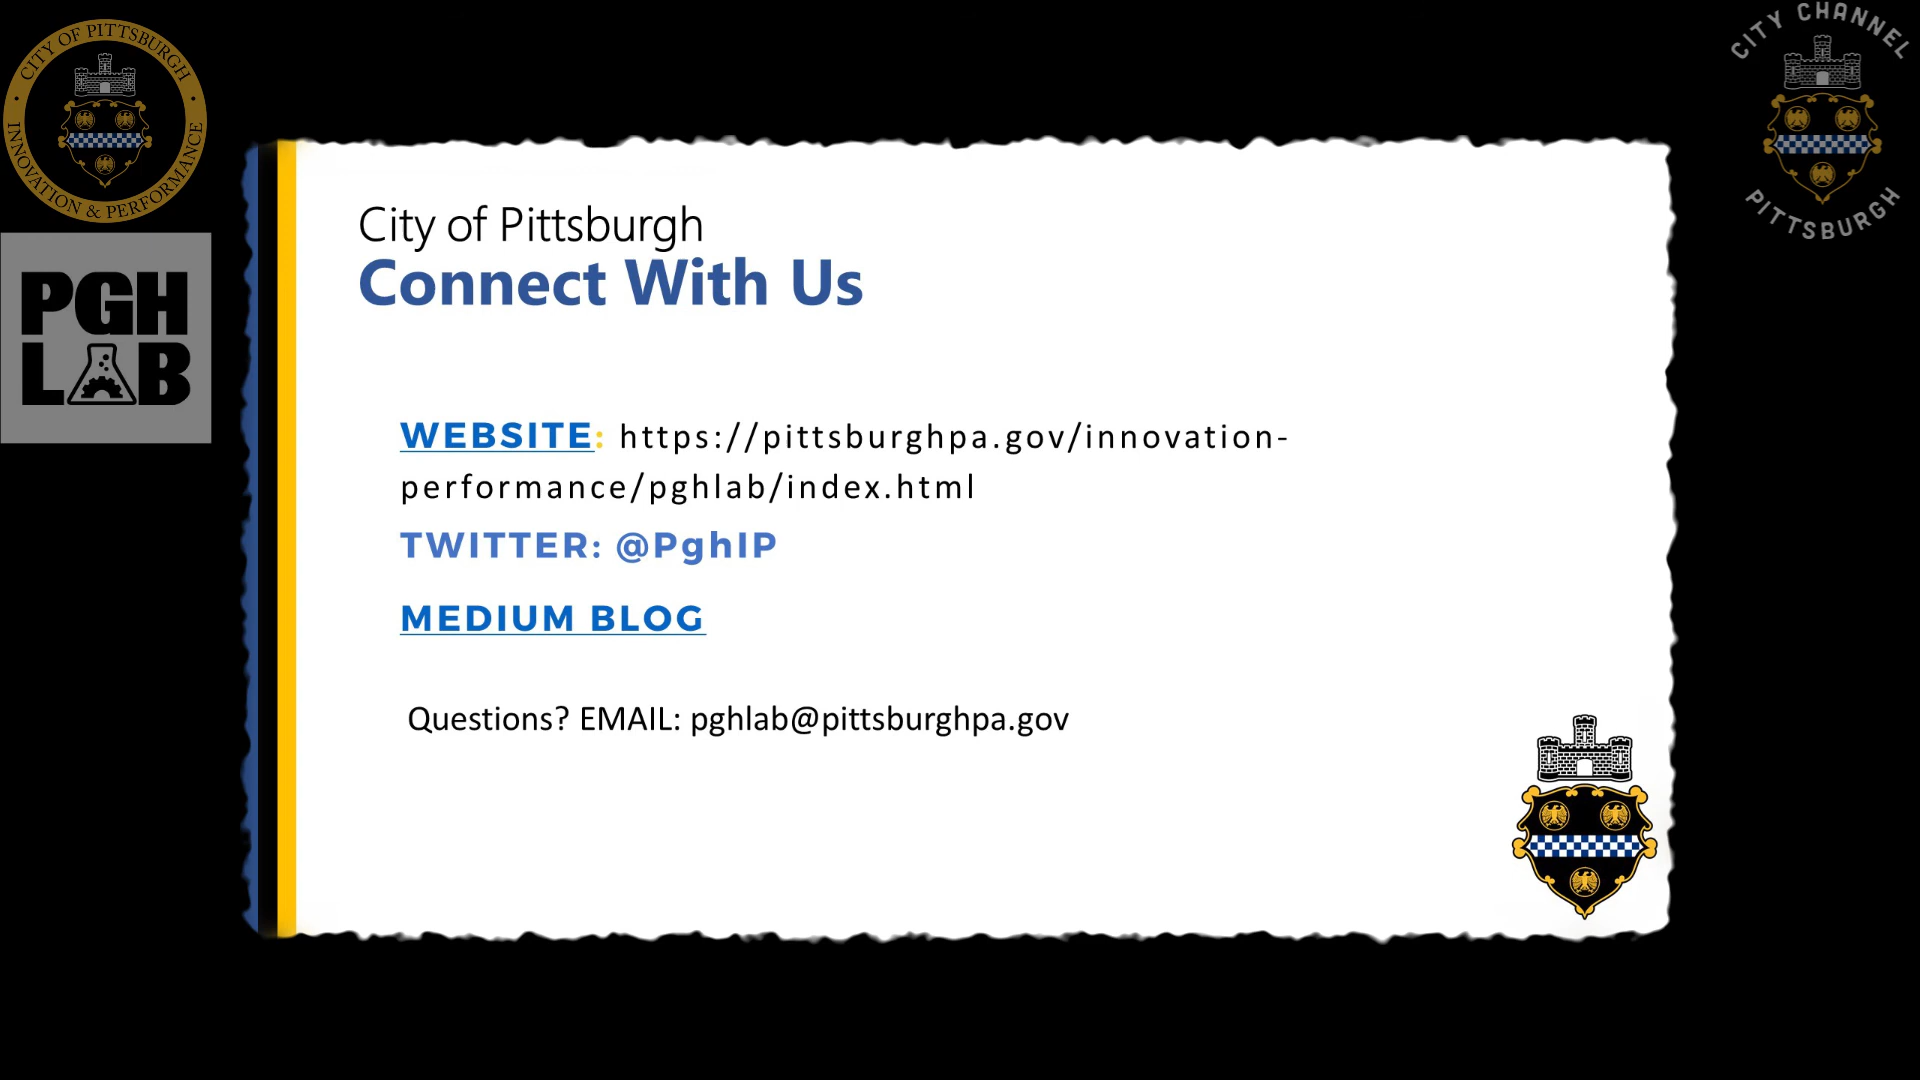 CITY OF PITTSBURGH
INNOVATION & PERFORMANCE
PGH
LAB
CITY CHANNEL
PITTSBURGH
City of Pittsburgh
Connect With Us
WEBSITE: https://pittsburghpa.gov/innovation-
performance/pghlab/index.html
TWITTER: @PghIP
MEDIUM BLOG
Questions? EMAIL: pghlab@pittsburghpa.gov